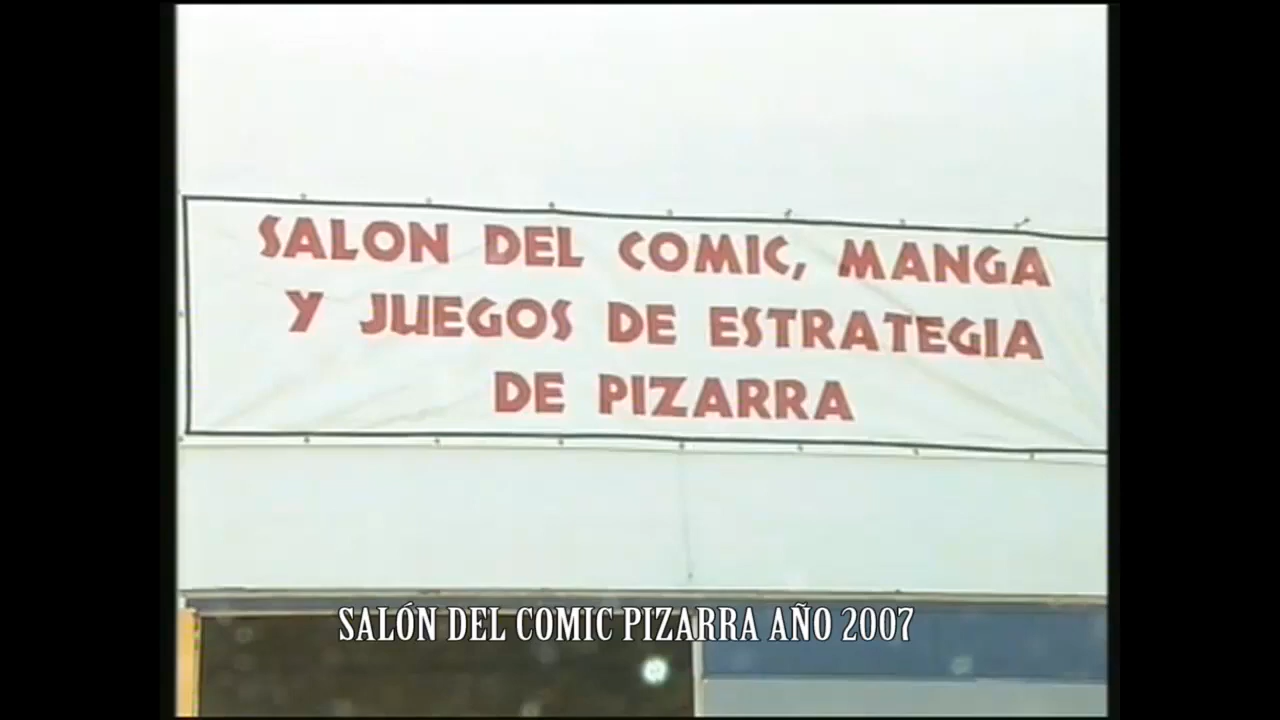 SALON DEL COMIC, MANGA
Y JUEGOS DE ESTRATEGIA
DE PIZARRA
SALÓN DEL COMIC PIZARRA AÑO 2007